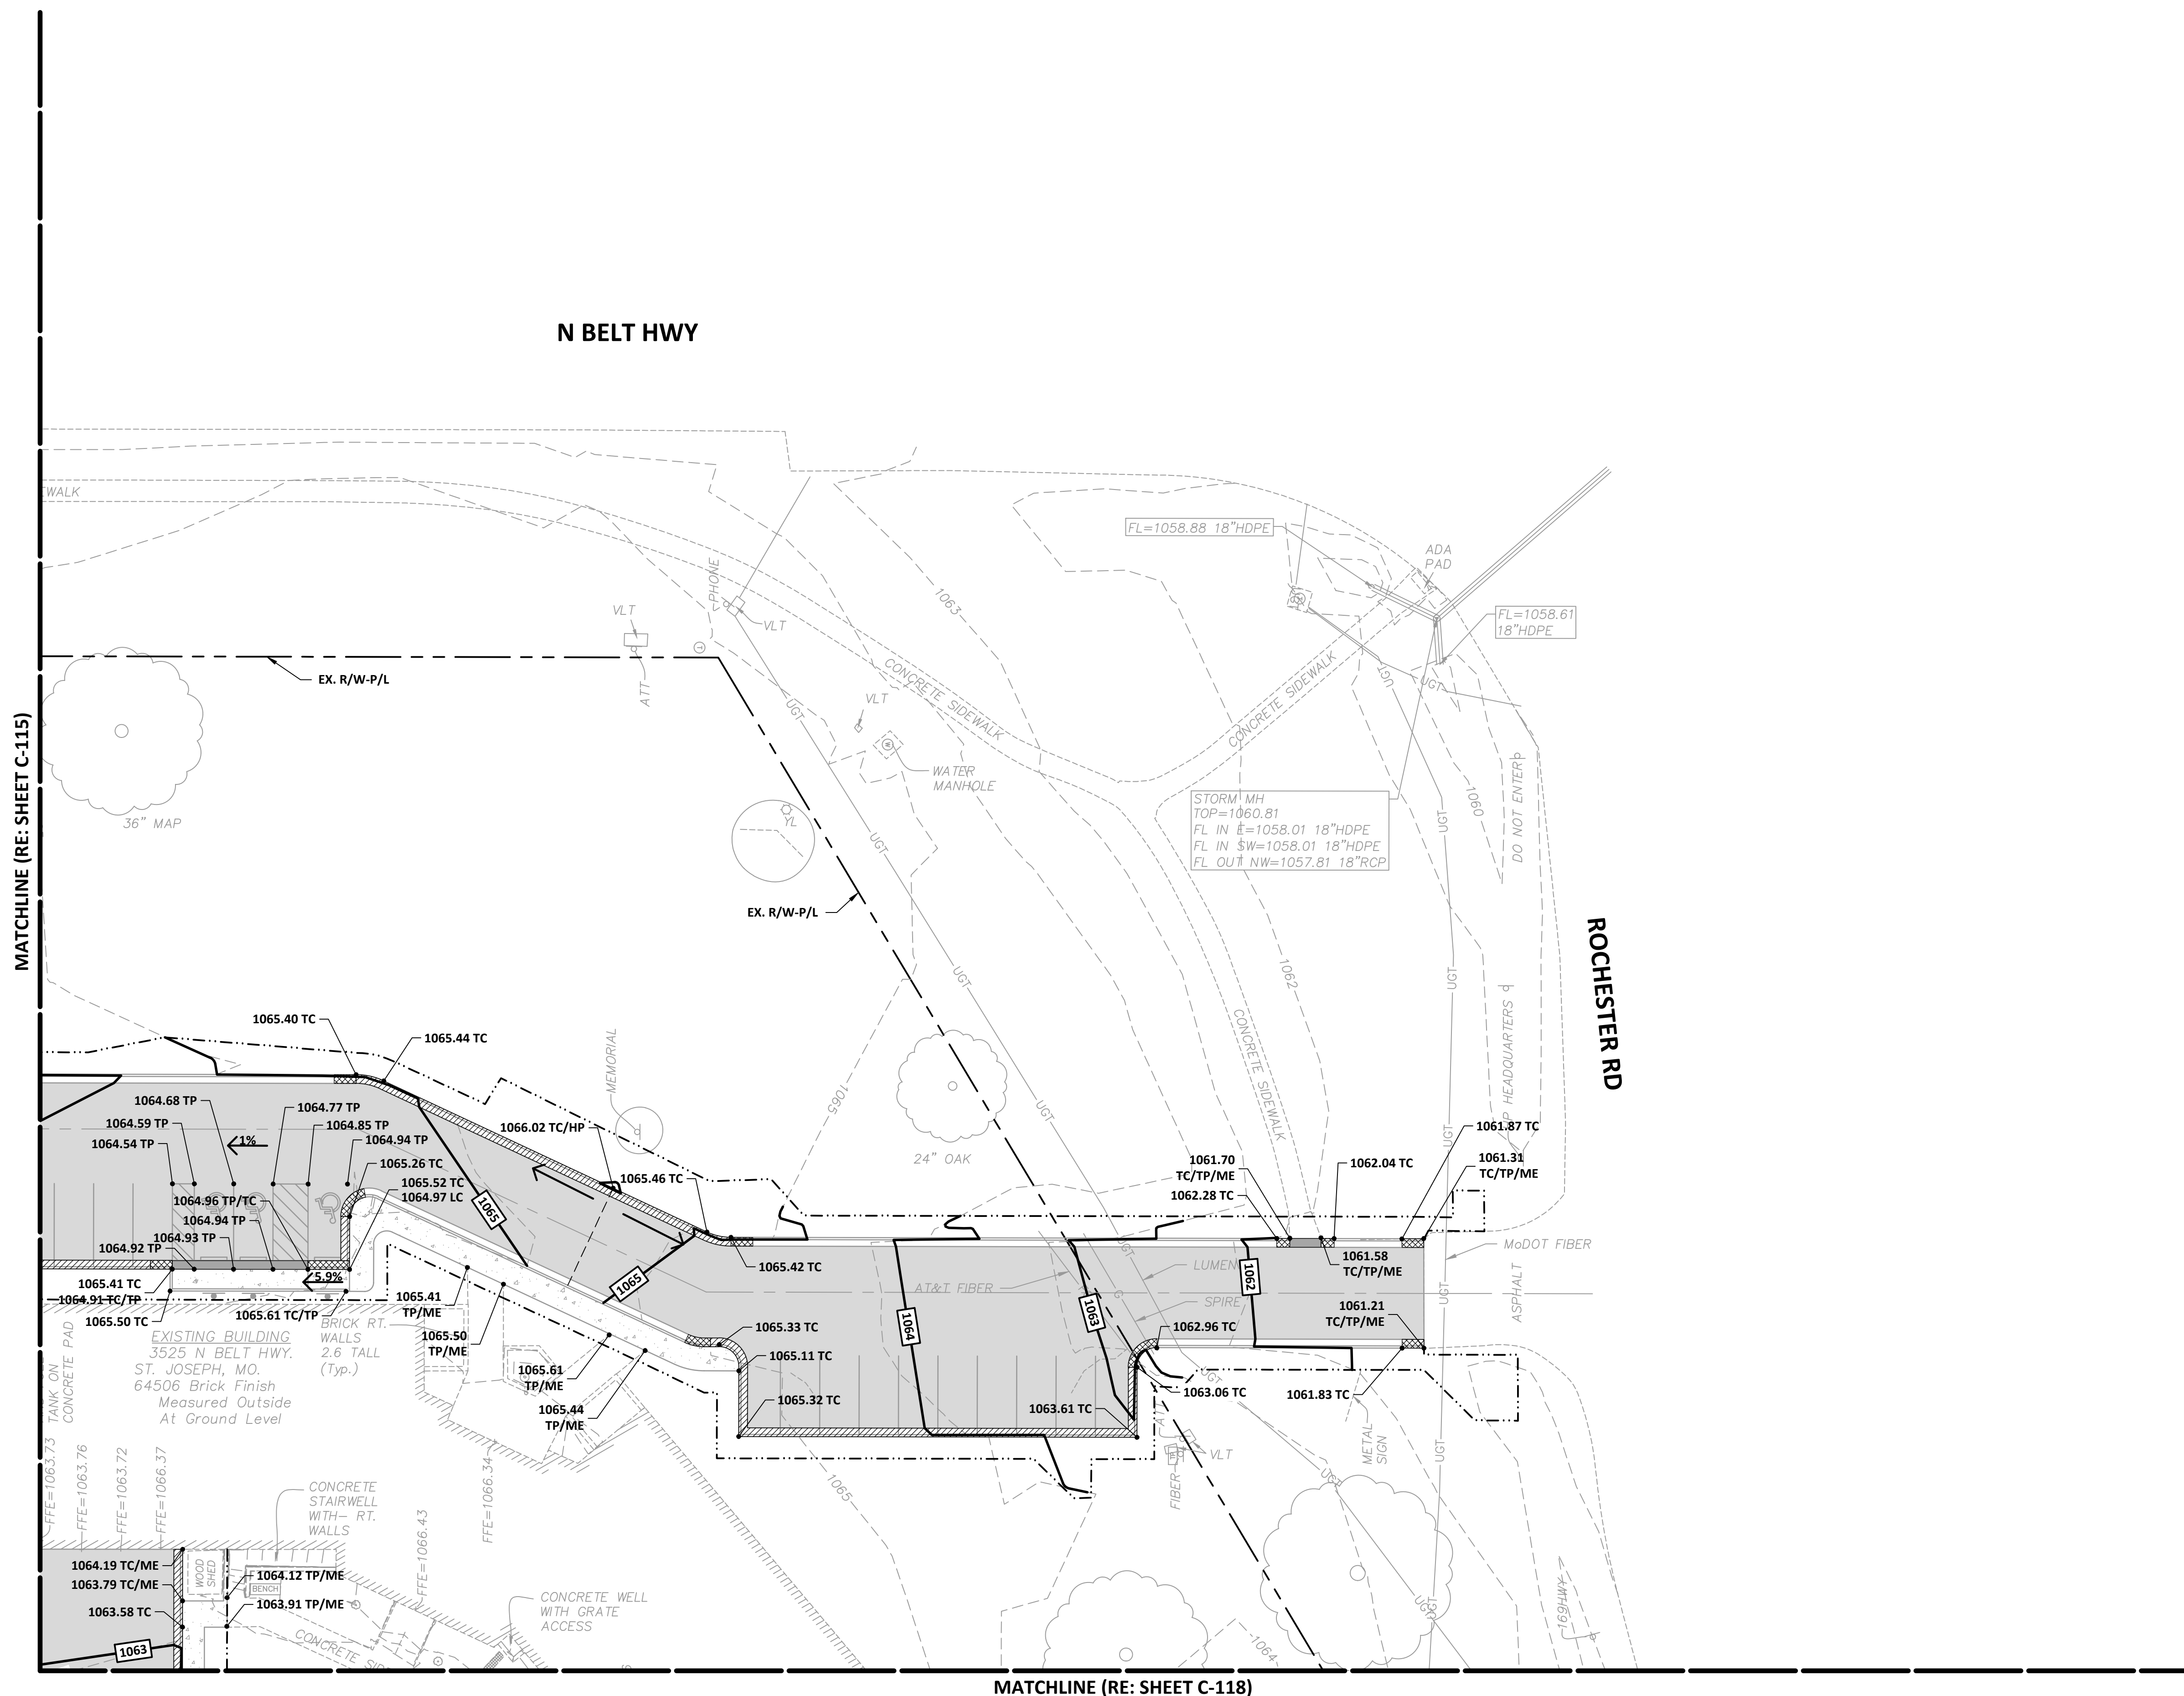 N BELT HWY
EWALK
FL=1058.88 18"HDPE
ADA
PAD
PHONE
VLT
VLT
1063
FL=1058.61
18"HDPE
EX. R/W-P/L
ATT
CONCRETE SIDEWALK
CONCRETE SIDEWALK
UGT
UGT
UGT
VLT
WATER
MANHOLE
MATCHLINE (RE: SHEET C-115)
36" MAP
YL
UGT
STORM MH
TOP=1060.81
FL IN E=1058.01 18"HDPE
FL IN SW=1058.01 18"HDPE
FL OUT NW=1057.81 18"RCP
UGT
1060
DO NOT ENTER
EX. R/W-P/L
ROCHESTER RD
UGT
1062
UGT
HEADQUARTERS
1065.40 TC
1065.44 TC
MEMORIAL
1065
CONCRETE SIDEWALK
UGT
24" OAK
1064.68 TP
1064.77 TP
1064.59 TP
1064.85 TP
1064.54 TP
1%
1064.94 TP
1066.02 TC/HP
1065.26 TC
1065.46 TC
1065.52 TC
1064.97 LC
1064.96 TP/TC
1064.94 TP
1064.93 TP
1064.92 TP
1065
1061.87 TC
1061.70
TC/TP/ME
1062.04 TC
1061.31
TC/TP/ME
UGT
1062.28 TC
UGT
MoDOT FIBER
1061.58
TC/TP/ME
1065.42 TC
LUMEN
1062
5.9%
1065.41 TC
1064.91 TC/TP
1065.50 TC
1065.61 TC/TP
1065
AT&T FIBER
G
SPIRE
UGT
ASPHALT
1065.41
TP/ME
1064
1063
1061.21
TC/TP/ME
1065.33 TC
1062.96 TC
EXISTING BUILDING
3525 N BELT HWY.
ST. JOSEPH, MO.
64506 Brick Finish
Measured Outside
At Ground Level
BRICK RT.
WALLS
2.6 TALL
(Typ.)
1065.50
TP/ME
1065.11 TC
1065.61
TP/ME
UGT
TANK ON
CONCRETE PAD
1065.32 TC
1063.06 TC
1061.83 TC
1065.44
TP/ME
1063.61 TC
METAL
SIGN
UGT
FIBER
VLT
FFE=1063.73
FFE=1063.76
FFE=1063.72
FFE=1066.37
FFE=1066.34
CONCRETE
STAIRWELL
WITH- RT.
WALLS
1065
UGT
FFE=1066.43
1064.19 TC/ME
WOOD
SHED
1064.12 TP/ME
1063.79 TC/ME
BENCH
1063.91 TP/ME
1063.58 TC
CONCRETE WELL
WITH GRATE
ACCESS
169HWY
UGT
UGT
1063
CONCRETE SID
1064
MATCHLINE (RE: SHEET C-118)